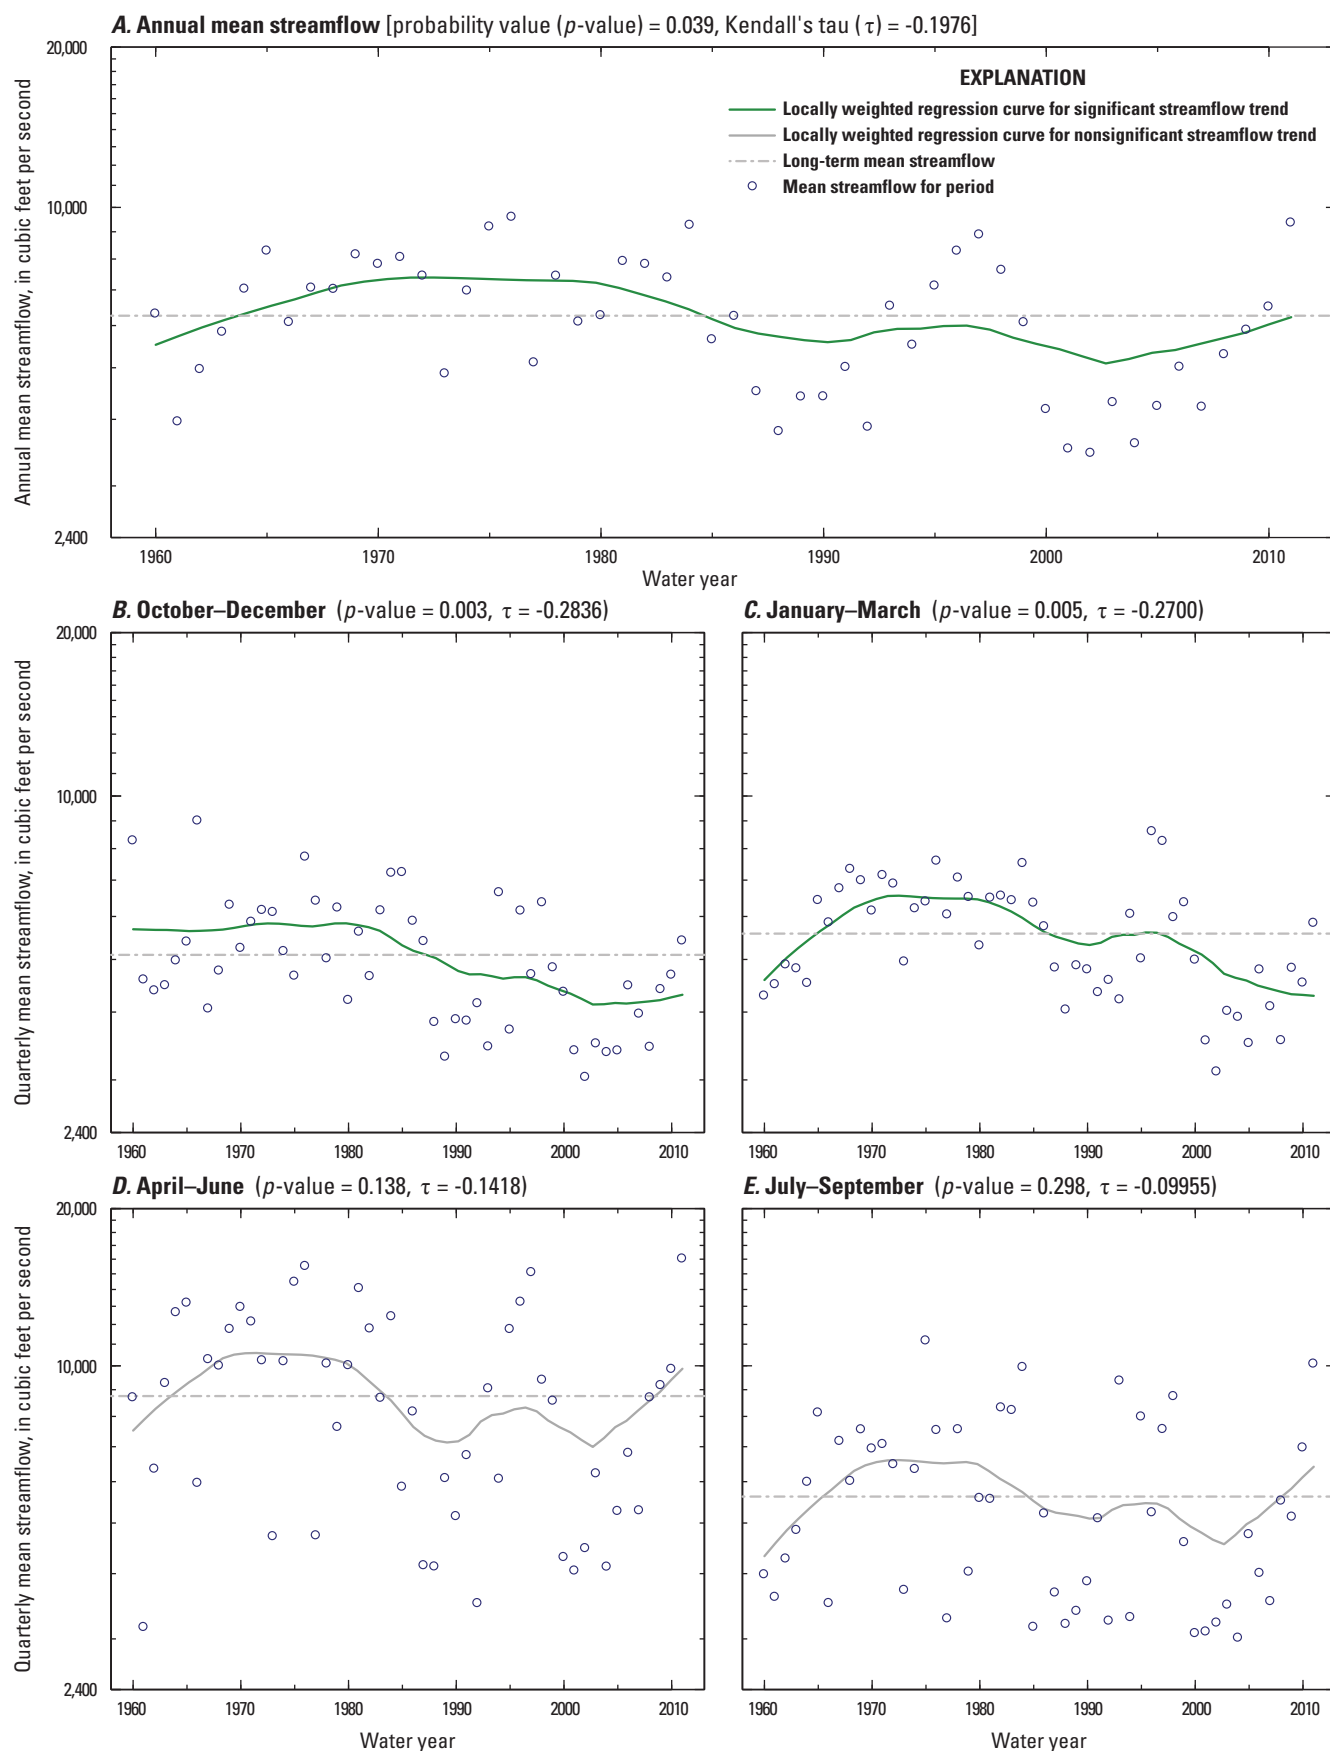 A. Annual mean streamflow [probability value (p-value) = 0.039, Kendall's tau (τ) = -0.1976]
20,000
EXPLANATION
Locally weighted regression curve for significant streamflow trend
Locally weighted regression curve for nonsignificant streamflow trend
Long-term mean streamflow
Mean streamflow for period
10,000
Annual mean streamflow, in cubic feet per second
2,400
1960 1970 1980 1990 2000 2010
Water year
B. October–December (p-value = 0.003, τ = -0.2836)
C. January–March (p-value = 0.005, τ = -0.2700)
20,000
10,000
Quarterly mean streamflow, in cubic feet per second
2,400
1960 1970 1980 1990 2000 2010
1960 1970 1980 1990 2000 2010
D. April–June (p-value = 0.138, τ = -0.1418)
E. July–September (p-value = 0.298, τ = -0.09955)
20,000
10,000
Quarterly mean streamflow, in cubic feet per second
2,400
1960 1970 1980 1990 2000 2010
1960 1970 1980 1990 2000 2010
Water year
Water year